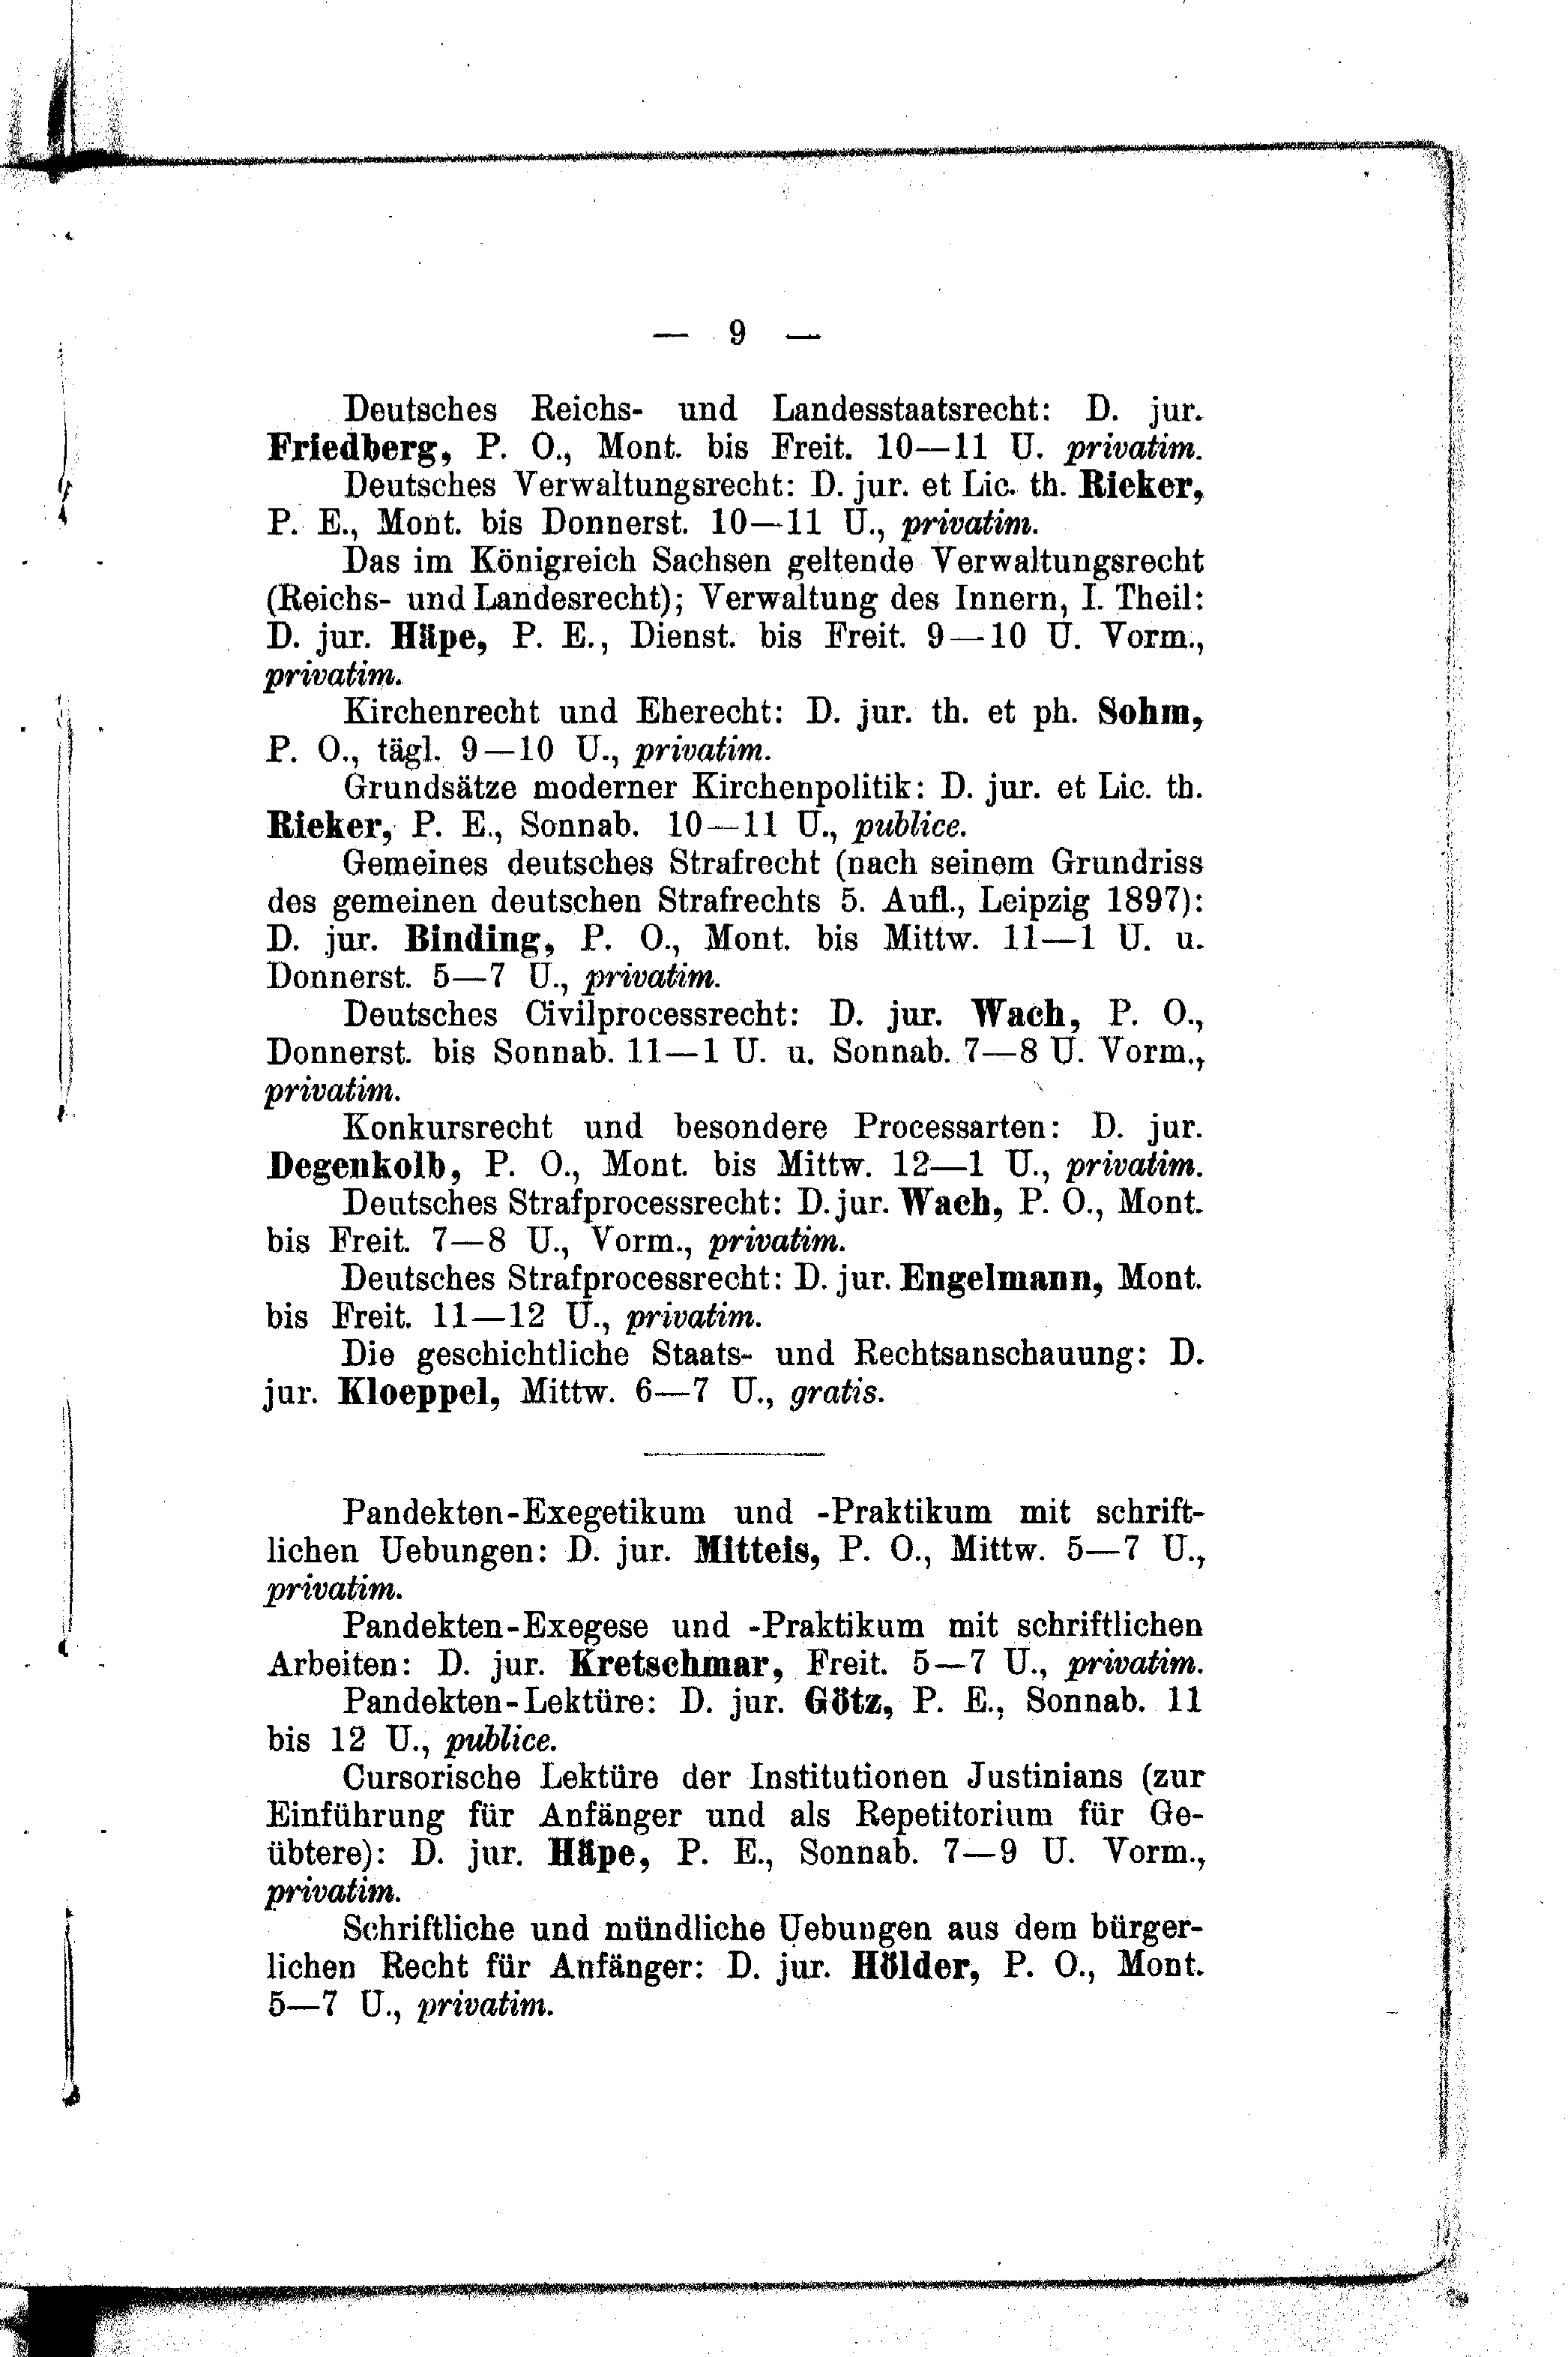 — 9 —
Deutsches Reichs- und Landesstaatsrecht: D. jur.
Friedberg, P. O., Mont. bis Freit. 10—11 U. privatim.
Deutsches Verwaltungsrecht: D. jur. et Lic. th. Rieker,
P. E., Mont. bis Donnerst. 10—11 U., privatim.
Das im Königreich Sachsen geltende Verwaltungsrecht
(Reichs- und Landesrecht); Verwaltung des Innern, I. Theil:
D. jur. Häpe, P. E., Dienst. bis Freit. 9—10 U. Vorm.,
privatim.
Kirchenrecht und Eherecht: D. jur. th. et ph. Sohm,
P. O., tägl. 9—10 U., privatim.
Grundsätze moderner Kirchenpolitik: D. jur. et Lic. th.
Rieker, P. E., Sonnab. 10—11 U., publice.
Gemeines deutsches Strafrecht (nach seinem Grundriss
des gemeinen deutschen Strafrechts 5. Aufl., Leipzig 1897):
D. jur. Binding, P. O., Mont. bis Mittw. 11—1 U. u.
Donnerst. 5—7 U., privatim.
Deutsches Civilprocessrecht: D. jur. Wach, P. O.,
Donnerst. bis Sonnab. 11—1 U. u. Sonnab. 7—8 U. Vorm.,
privatim.
Konkursrecht und besondere Processarten: D. jur.
Degenkolb, P. O., Mont. bis Mittw. 12—1 U., privatim.
Deutsches Strafprocessrecht: D. jur. Wach, P. O., Mont.
bis Freit. 7—8 U., Vorm., privatim.
Deutsches Strafprocessrecht: D. jur. Engelmann, Mont.
bis Freit. 11—12 U., privatim.
Die geschichtliche Staats- und Rechtsanschauung: D.
jur. Kloeppel, Mittw. 6—7 U., gratis.
Pandekten-Exegetikum und -Praktikum mit schrift-
lichen Uebungen: D. jur. Mitteis, P. O., Mittw. 5—7 U.,
privatim.
Pandekten-Exegese und -Praktikum mit schriftlichen
Arbeiten: D. jur. Kretschmar, Freit. 5—7 U., privatim.
Pandekten-Lektüre: D. jur. Götz, P. E., Sonnab. 11
bis 12 U., publice.
Cursorische Lektüre der Institutionen Justinians (zur
Einführung für Anfänger und als Repetitorium für Ge-
übtere): D. jur. Häpe, P. E., Sonnab. 7—9 U. Vorm.,
privatim.
Schriftliche und mündliche Uebungen aus dem bürger-
lichen Recht für Anfänger: D. jur. Hölder, P. O., Mont.
5—7 U., privatim.